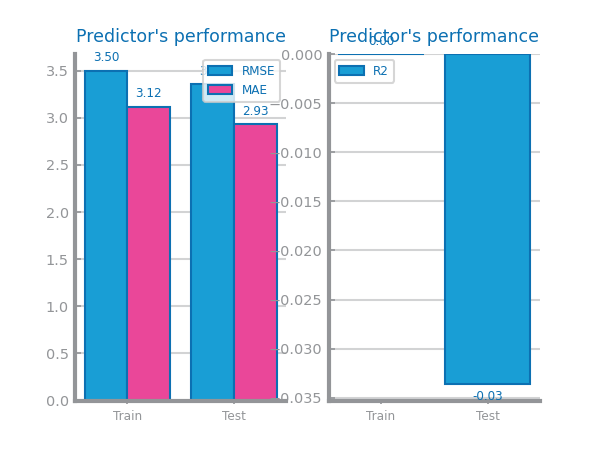 Predictor's performance
3.50
3.12
2.93
RMSE
MAE
3.5
3.0
2.5
2.0
1.5
1.0
0.5
0.0
Train
Test
Predictor's performance
0.00
R2
-0.03
0.000
−0.005
−0.010
−0.015
−0.020
−0.025
−0.030
−0.035
Train
Test